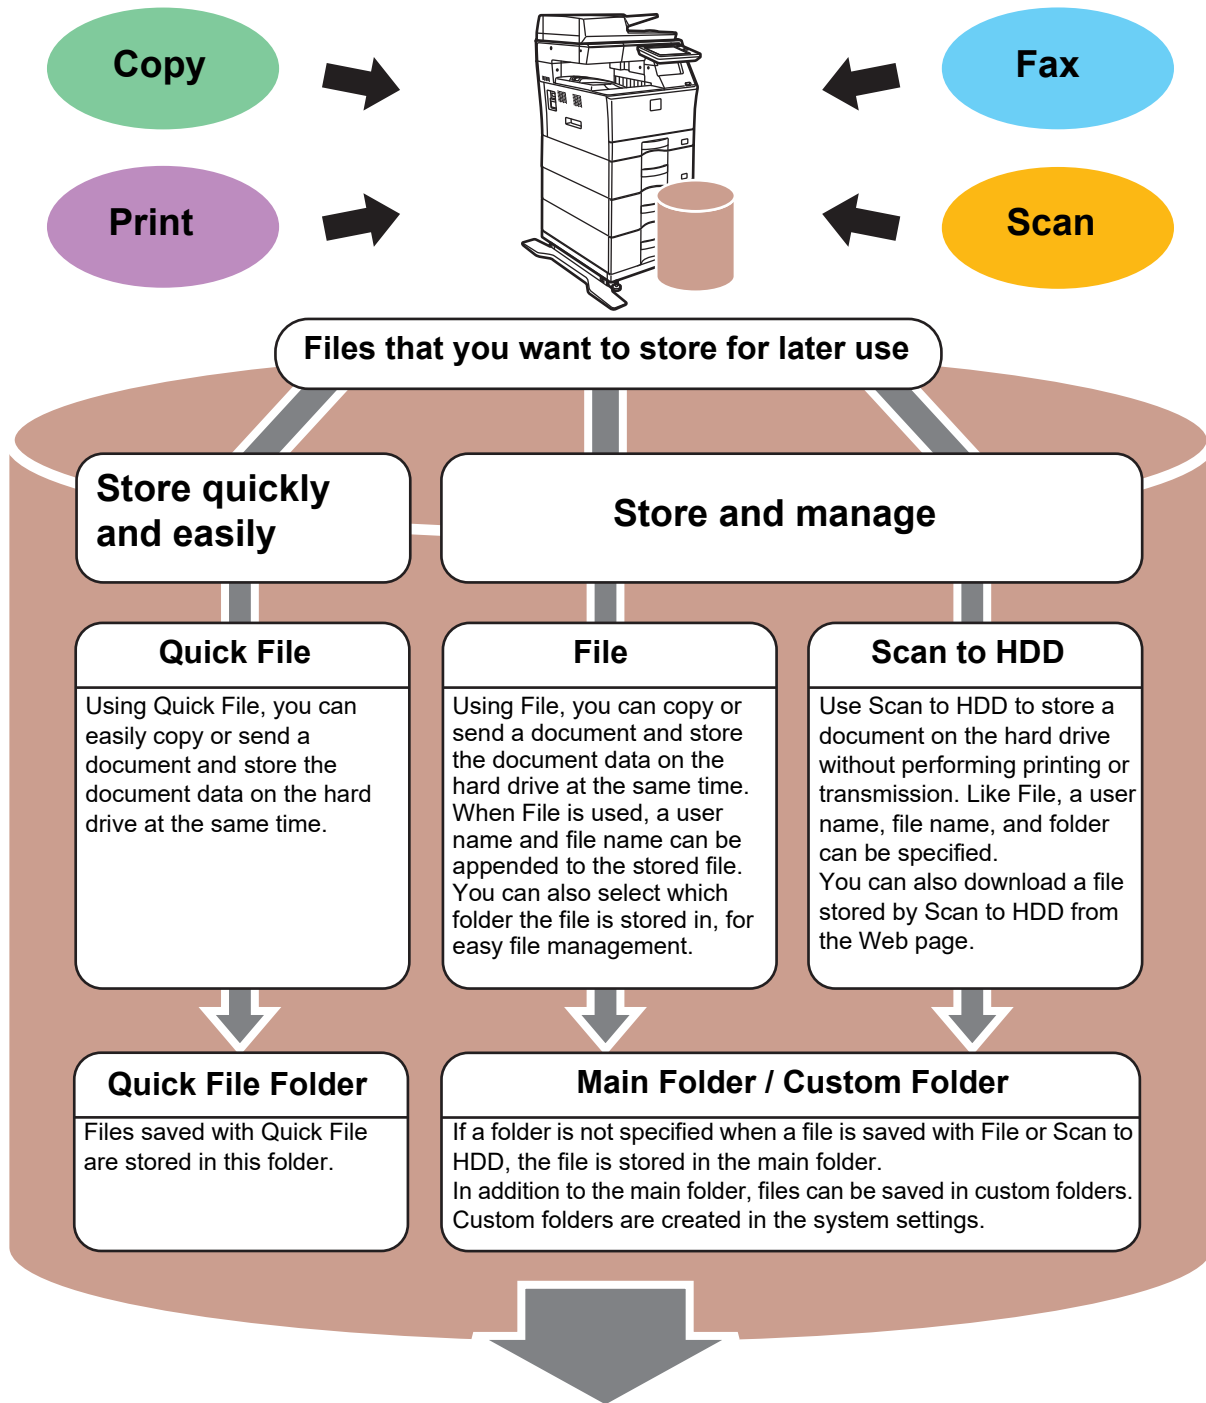 Copy
Fax
Print
Scan
Files that you want to store for later use
Store quickly
and easily
Store and manage
Quick File
Using Quick File, you can
easily copy or send a
document and store the
document data on the hard
drive at the same time.
File
Using File, you can copy or
send a document and store
the document data on the
hard drive at the same time.
When File is used, a user
name and file name can be
appended to the stored file.
You can also select which
folder the file is stored in, for
easy file management.
Scan to HDD
Use Scan to HDD to store a
document on the hard drive
without performing printing or
transmission. Like File, a user
name, file name, and folder
can be specified.
You can also download a file
stored by Scan to HDD from
the Web page.
Quick File Folder
Files saved with Quick File
are stored in this folder.
Main Folder / Custom Folder
If a folder is not specified when a file is saved with File or Scan to
HDD, the file is stored in the main folder.
In addition to the main folder, files can be saved in custom folders.
Custom folders are created in the system settings.